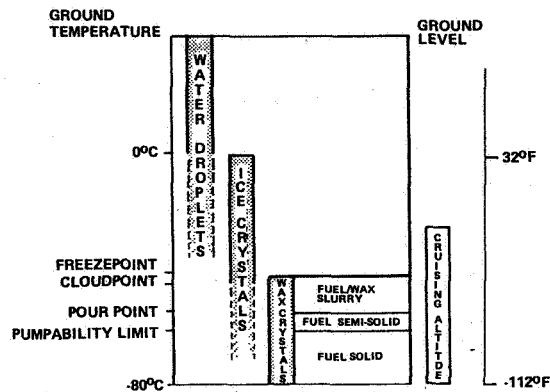 GROUND
TEMPERATURE
GROUND
LEVEL
WATER DROPLETS
0°C
32°F
ICE CRYSTALS
CRUISING ALTITDE
FREEZEPOINT
CLOUDPOINT
WAX CRYSTALS
FUEL/WAX
SLURRY
POUR POINT
FUEL SEMI-SOLID
PUMPABILITY LIMIT
FUEL SOLID
-80°C
-112°F